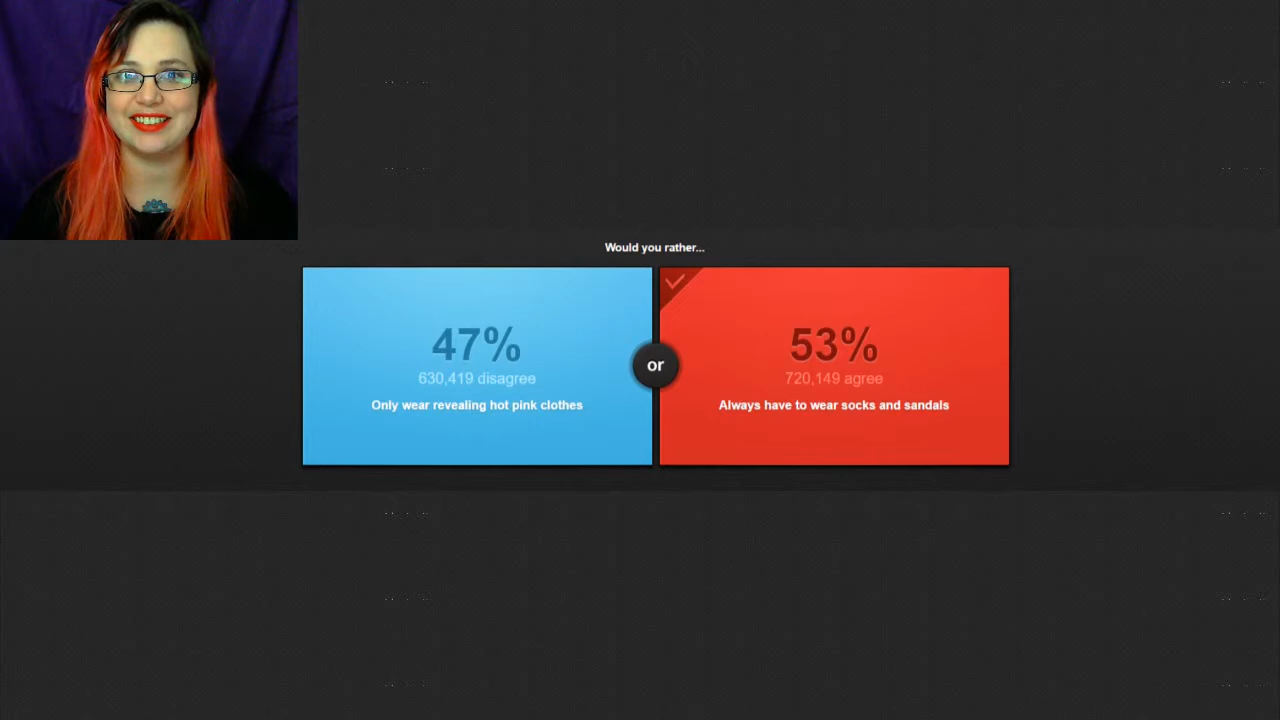 Would you rather...
47%
630,419 disagree
Only wear revealing hot pink clothes
or
53%
720,149 agree
Always have to wear socks and sandals